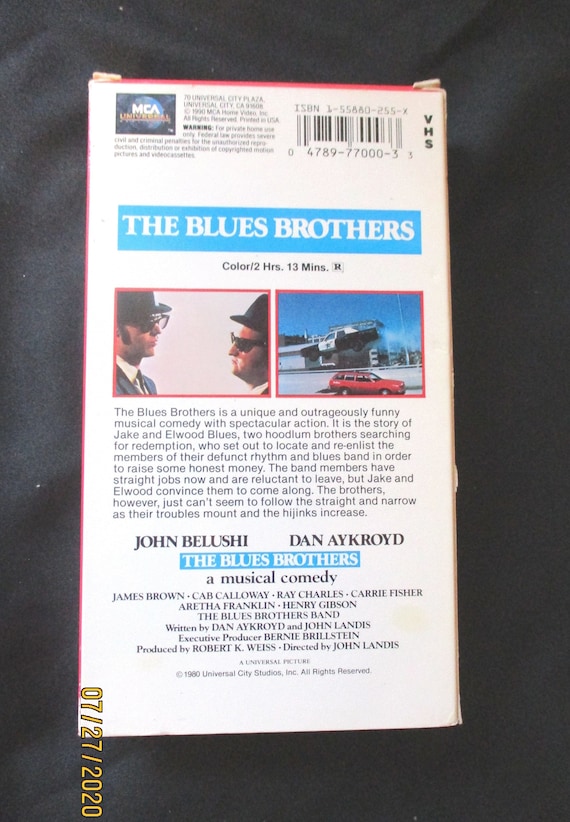 MCA
UNIVERSAL
™
70 UNIVERSAL CITY PLAZA,
UNIVERSAL CITY, CA 91608
© 1990 MCA Home Video, Inc.
All Rights Reserved. Printed in USA.
WARNING: For private home use
only. Federal law provides severe
civil and criminal penalties for the unauthorized repro-
duction, distribution or exhibition of copyrighted motion
pictures and videocassettes.
ISBN 1-55880-255-X
0 4789-77000-3 3
VHS
THE BLUES BROTHERS
Color/2 Hrs. 13 Mins. R
The Blues Brothers is a unique and outrageously funny
musical comedy with spectacular action. It is the story of
Jake and Elwood Blues, two hoodlum brothers searching
for redemption, who set out to locate and re-enlist the
members of their defunct rhythm and blues band in order
to raise some honest money. The band members have
straight jobs now and are reluctant to leave, but Jake and
Elwood convince them to come along. The brothers,
however, just can't seem to follow the straight and narrow
as their troubles mount and the hijinks increase.
JOHN BELUSHI DAN AYKROYD
THE BLUES BROTHERS
a musical comedy
JAMES BROWN · CAB CALLOWAY · RAY CHARLES · CARRIE FISHER
ARETHA FRANKLIN · HENRY GIBSON
THE BLUES BROTHERS BAND
Written by DAN AYKROYD and JOHN LANDIS
Executive Producer BERNIE BRILLSTEIN
Produced by ROBERT K. WEISS · Directed by JOHN LANDIS
A UNIVERSAL PICTURE
© 1980 Universal City Studios, Inc. All Rights Reserved.
07/27/2020